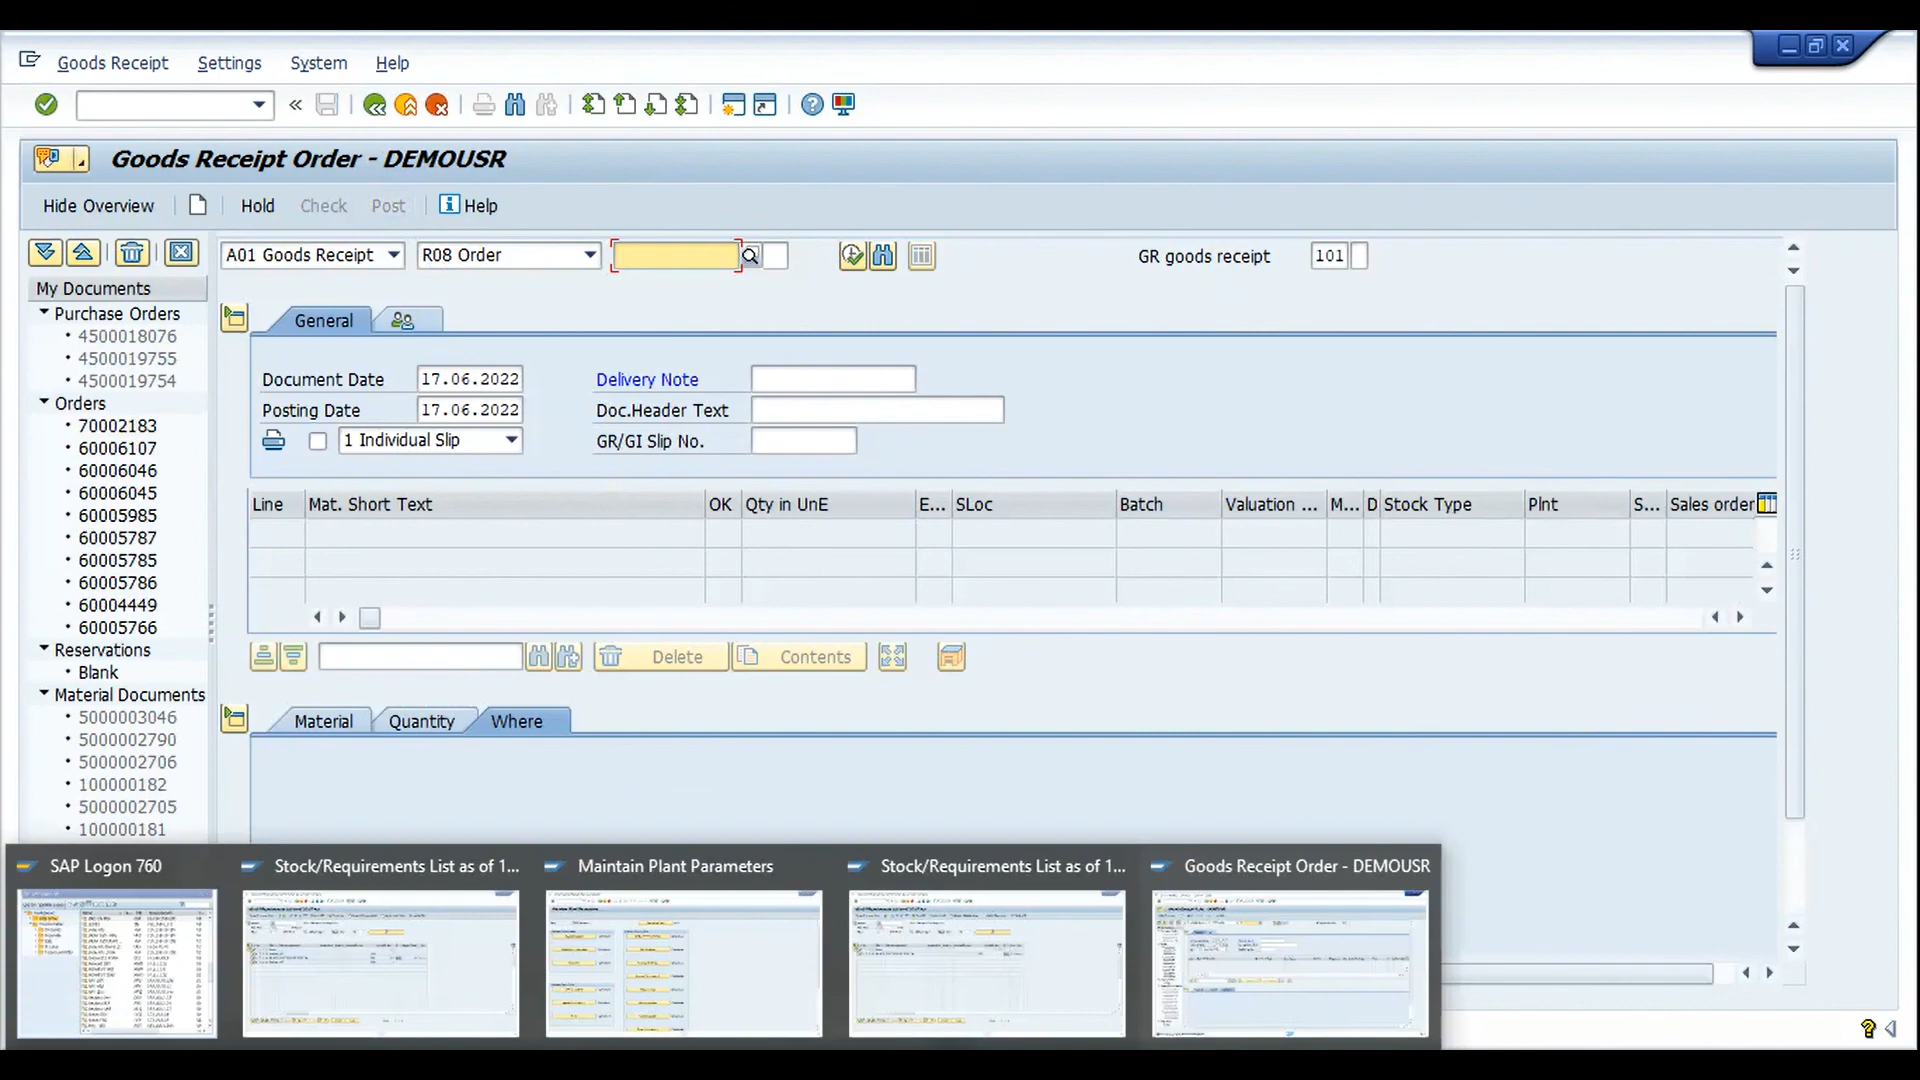 Goods Receipt Settings System Help
Goods Receipt Order - DEMOUSR
Hide Overview Hold Check Post Help
A01 Goods Receipt R08 Order GR goods receipt 101
My Documents
Purchase Orders
4500018076
4500019755
4500019754
Orders
70002183
60006107
60006046
60006045
60005985
60005787
60005785
60005786
60004449
60005766
Reservations
Blank
Material Documents
5000003046
5000002790
5000002706
100000182
5000002705
100000181
General
Document Date 17.06.2022 Delivery Note
Posting Date 17.06.2022 Doc.Header Text
1 Individual Slip GR/GI Slip No.
Line Mat. Short Text OK Qty in UnE E... SLoc Batch Valuation ... M... D Stock Type Plnt S... Sales order
Delete Contents
Material Quantity Where
SAP Logon 760 Stock/Requirements List as of 1... Maintain Plant Parameters Stock/Requirements List as of 1... Goods Receipt Order - DEMOUSR